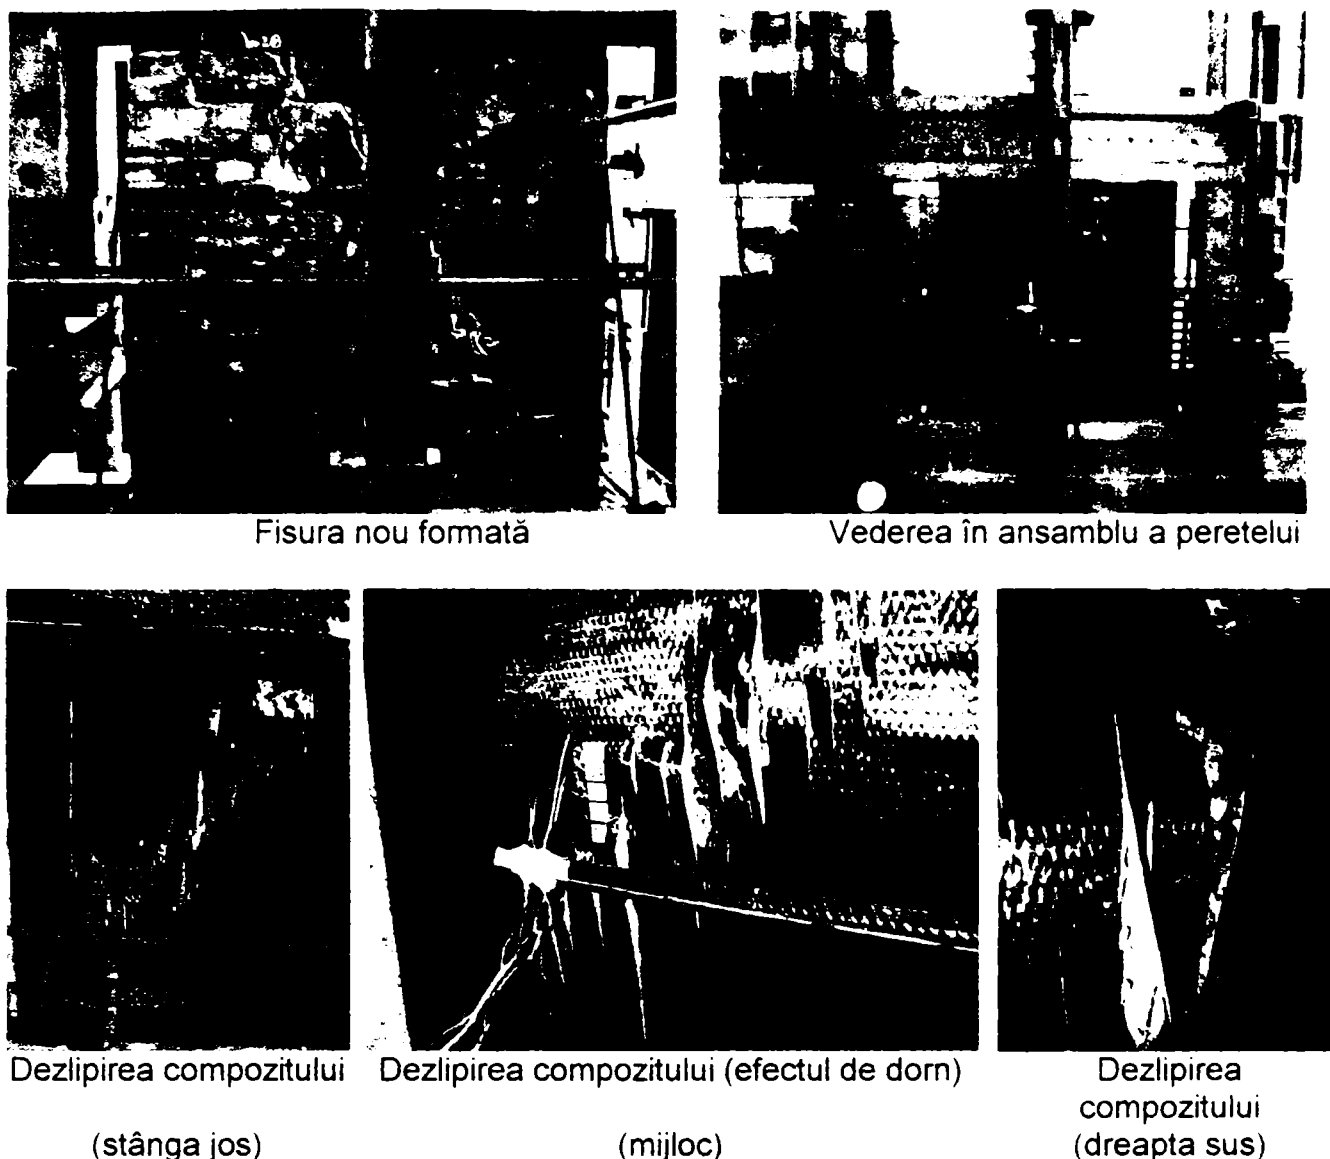 Fisura nou formată
Vederea în ansamblu a peretelui
Dezlipirea compozitului
(stânga jos)
Dezlipirea compozitului (efectul de dorn)
(mijloc)
Dezlipirea
compozitului
(dreapta sus)